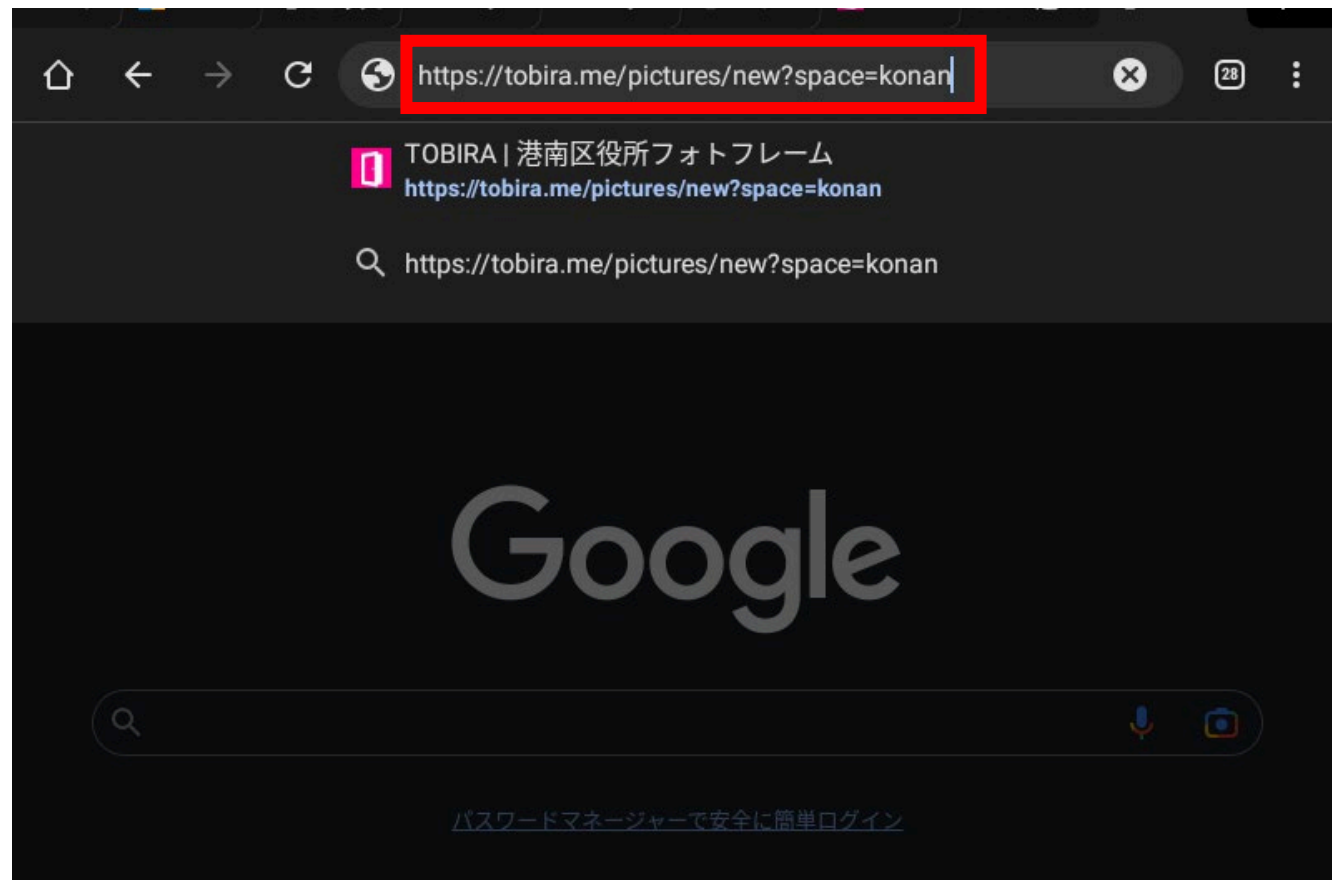 https://tobira.me/pictures/new?space=konan
28
TOBIRA | 港南区役所フォトフレーム
https://tobira.me/pictures/new?space=konan
https://tobira.me/pictures/new?space=konan
Google
パスワードマネージャーで安全に簡単ログイン